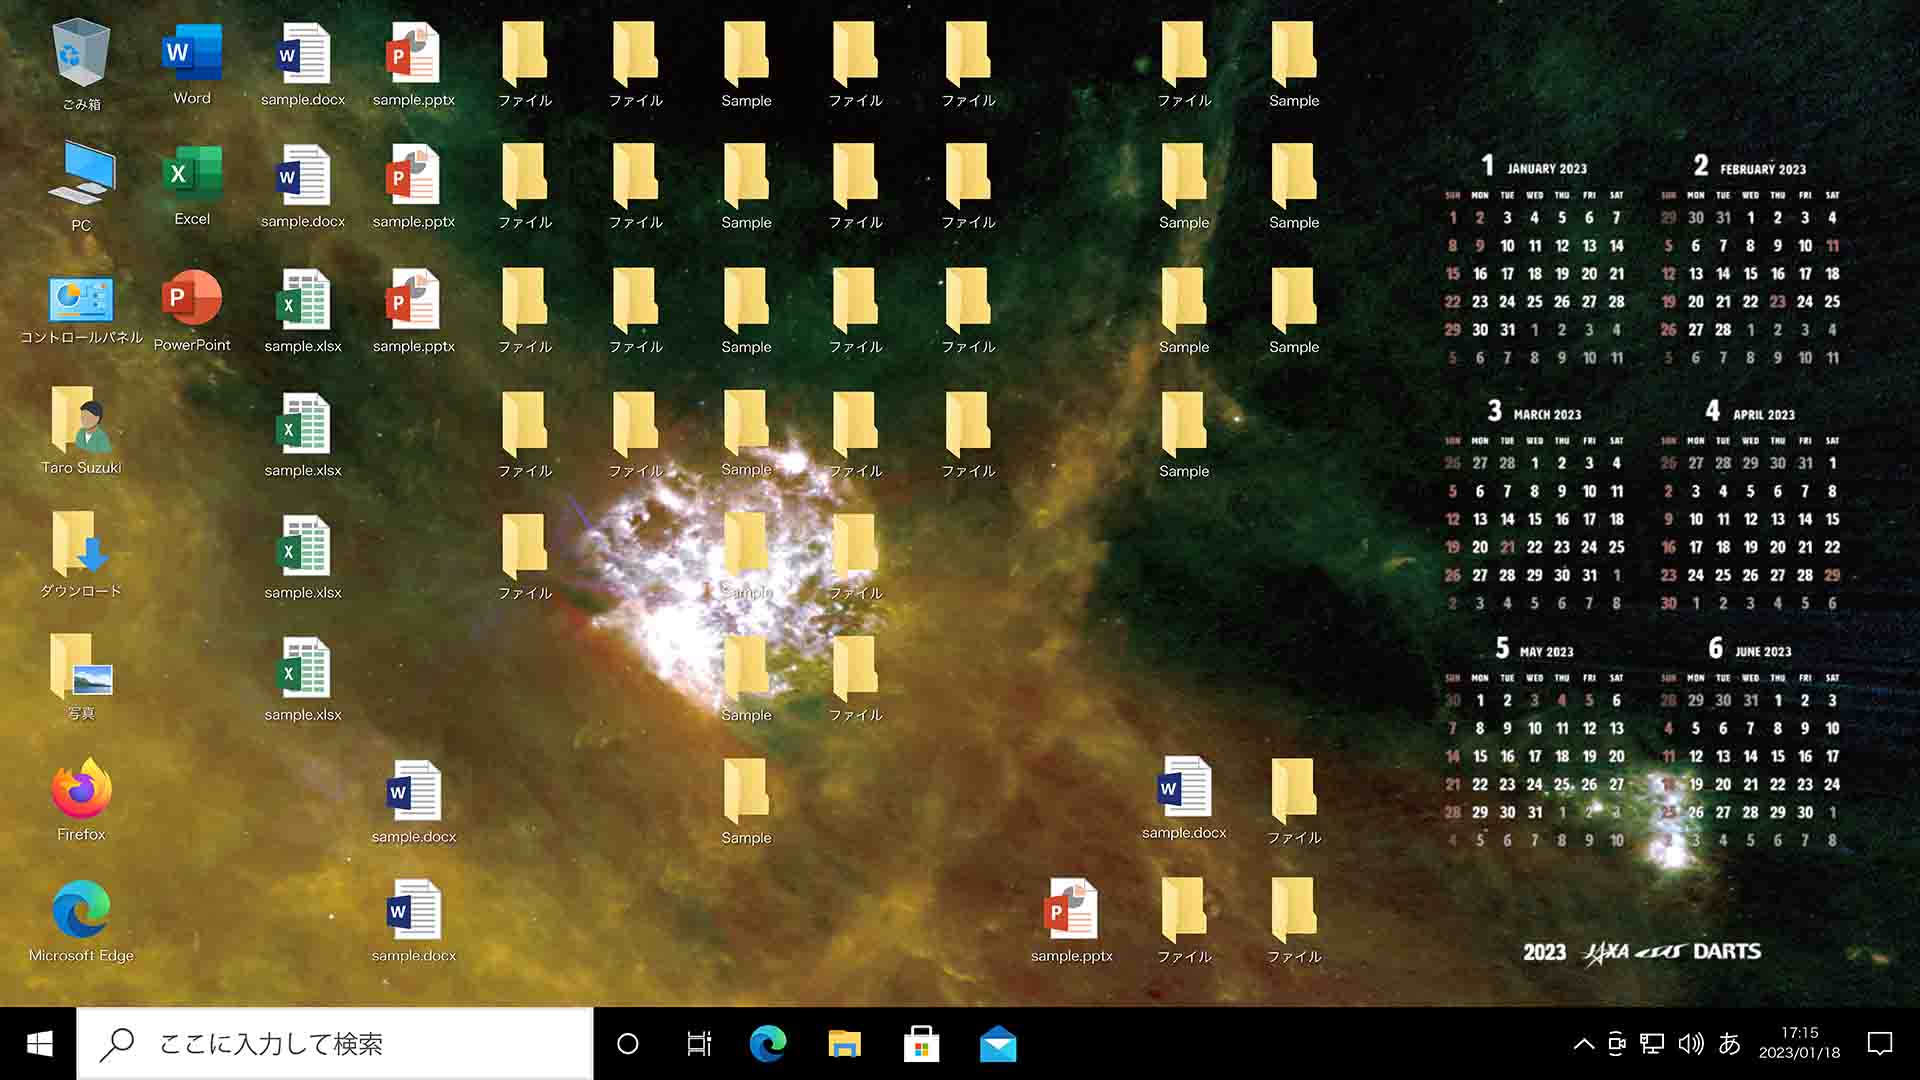 ごみ箱 Word sample.docx sample.pptx ファイル ファイル Sample ファイル ファイル ファイル Sample
PC Excel sample.docx sample.pptx ファイル ファイル Sample ファイル ファイル Sample Sample
コントロールパネル PowerPoint sample.xlsx sample.pptx ファイル ファイル Sample ファイル ファイル Sample Sample
Taro Suzuki sample.xlsx ファイル ファイル Sample ファイル ファイル Sample
ダウンロード sample.xlsx ファイル Sample ファイル
写真 sample.xlsx Sample ファイル
Firefox sample.docx Sample sample.docx ファイル
Microsoft Edge sample.docx sample.pptx ファイル ファイル
1 JANUARY 2023
SUN MON TUE WED THU FRI SAT
1 2 3 4 5 6 7
8 9 10 11 12 13 14
15 16 17 18 19 20 21
22 23 24 25 26 27 28
29 30 31 1 2 3 4
5 6 7 8 9 10 11
2 FEBRUARY 2023
SUN MON TUE WED THU FRI SAT
29 30 31 1 2 3 4
5 6 7 8 9 10 11
12 13 14 15 16 17 18
19 20 21 22 23 24 25
26 27 28 1 2 3 4
5 6 7 8 9 10 11
3 MARCH 2023
SUN MON TUE WED THU FRI SAT
26 27 28 1 2 3 4
5 6 7 8 9 10 11
12 13 14 15 16 17 18
19 20 21 22 23 24 25
26 27 28 29 30 31 1
2 3 4 5 6 7 8
4 APRIL 2023
SUN MON TUE WED THU FRI SAT
26 27 28 29 30 31 1
2 3 4 5 6 7 8
9 10 11 12 13 14 15
16 17 18 19 20 21 22
23 24 25 26 27 28 29
30 1 2 3 4 5 6
5 MAY 2023
SUN MON TUE WED THU FRI SAT
30 1 2 3 4 5 6
7 8 9 10 11 12 13
14 15 16 17 18 19 20
21 22 23 24 25 26 27
28 29 30 31 1 2 3
4 5 6 7 8 9 10
6 JUNE 2023
SUN MON TUE WED THU FRI SAT
28 29 30 31 1 2 3
4 5 6 7 8 9 10
11 12 13 14 15 16 17
19 20 21 22 23 24
25 26 27 28 29 30 1
3 4 5 6 7 8
2023 JAXA ISAS DARTS
ここに入力して検索
あ
17:15
2023/01/18